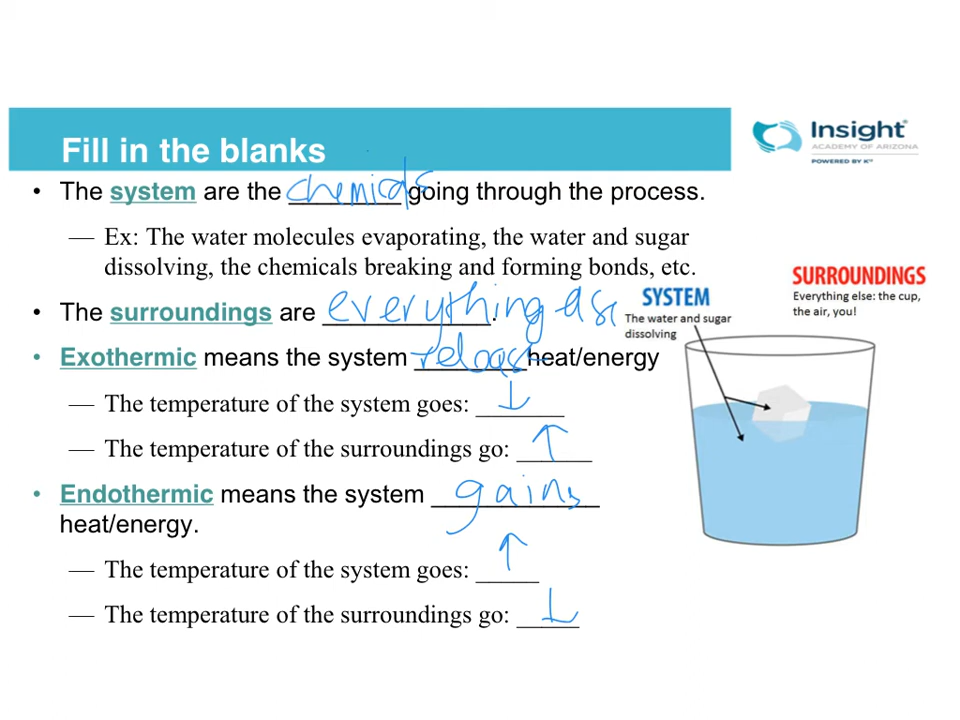 Fill in the blanks
Insight
ACADEMY OF ARIZONA
POWERED BY K¹²
• The system are the chemicals going through the process.
— Ex: The water molecules evaporating, the water and sugar
dissolving, the chemicals breaking and forming bonds, etc.
• The surroundings are everything else.
• Exothermic means the system release heat/energy
— The temperature of the system goes: ↓
— The temperature of the surroundings go: ↑
• Endothermic means the system gains
heat/energy.
— The temperature of the system goes: ↑
— The temperature of the surroundings go: ↓
SYSTEM
The water and sugar
dissolving
SURROUNDINGS
Everything else: the cup,
the air, you!